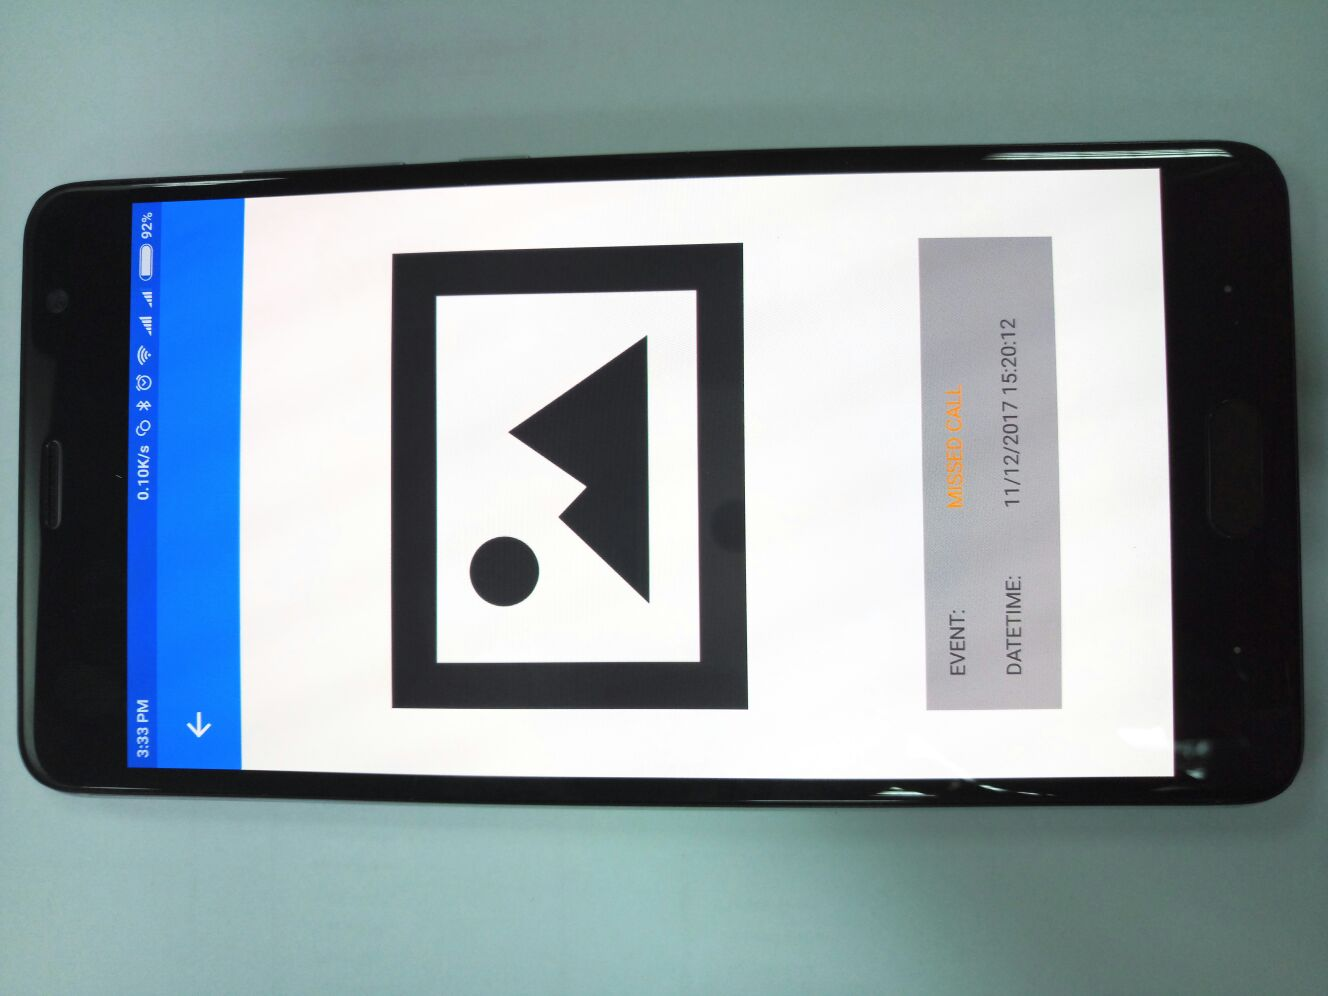 3:33 PM 0.10K/s 92%
EVENT: MISSED CALL
DATETIME: 11/12/2017 15:20:12